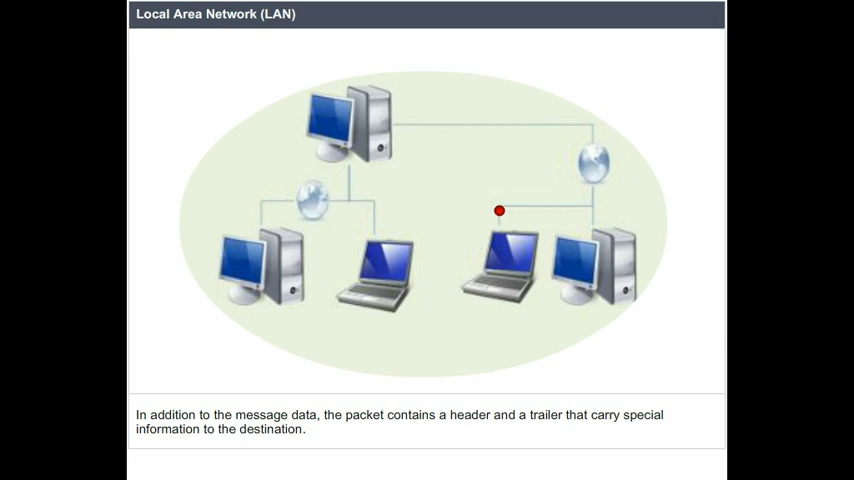 Local Area Network (LAN)
In addition to the message data, the packet contains a header and a trailer that carry special
information to the destination.